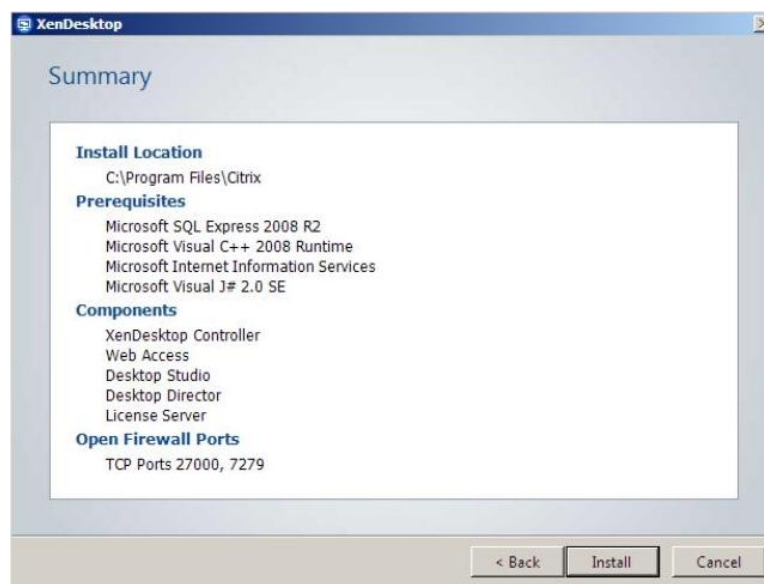 XenDesktop
Summary
Install Location
C:\Program Files\Citrix
Prerequisites
Microsoft SQL Express 2008 R2
Microsoft Visual C++ 2008 Runtime
Microsoft Internet Information Services
Microsoft Visual J# 2.0 SE
Components
XenDesktop Controller
Web Access
Desktop Studio
Desktop Director
License Server
Open Firewall Ports
TCP Ports 27000, 7279
< Back Install Cancel